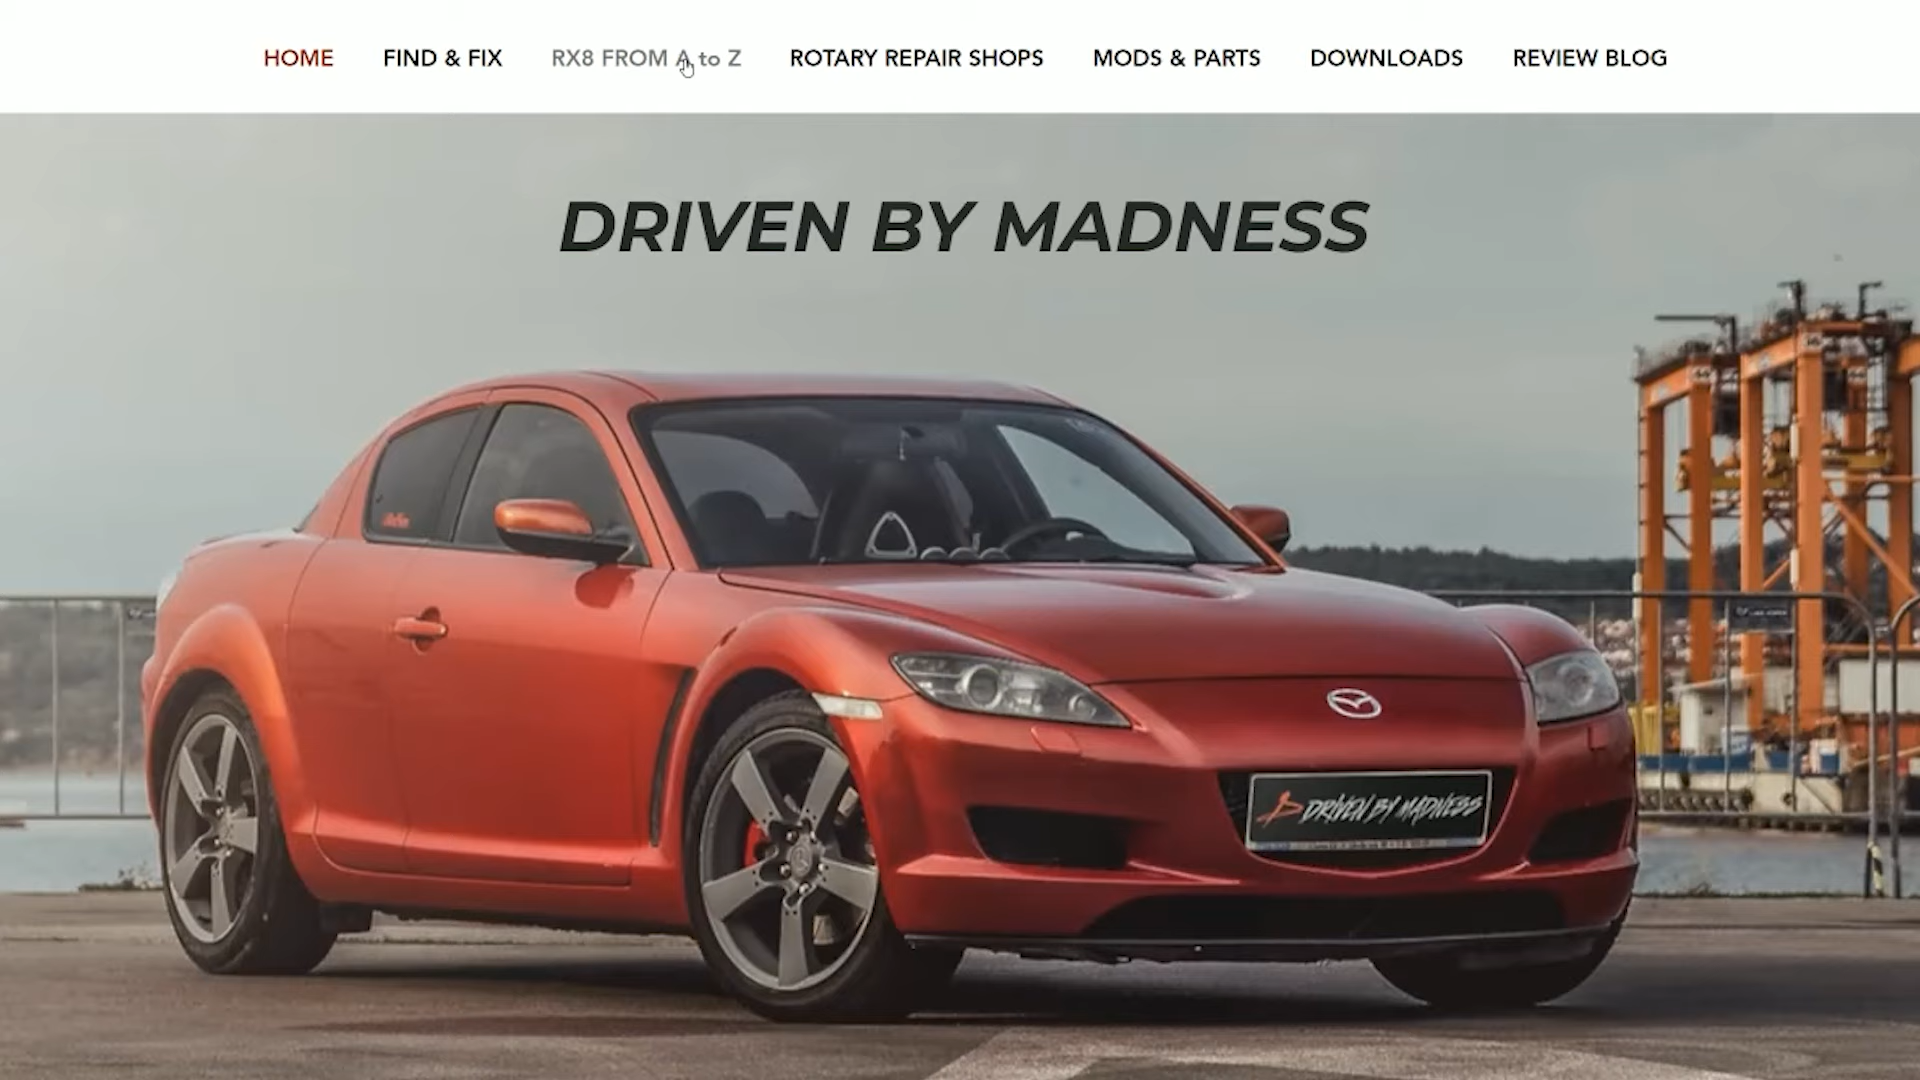 HOME FIND & FIX RX8 FROM A to Z ROTARY REPAIR SHOPS MODS & PARTS DOWNLOADS REVIEW BLOG
DRIVEN BY MADNESS
DRIVEN BY MADNESS